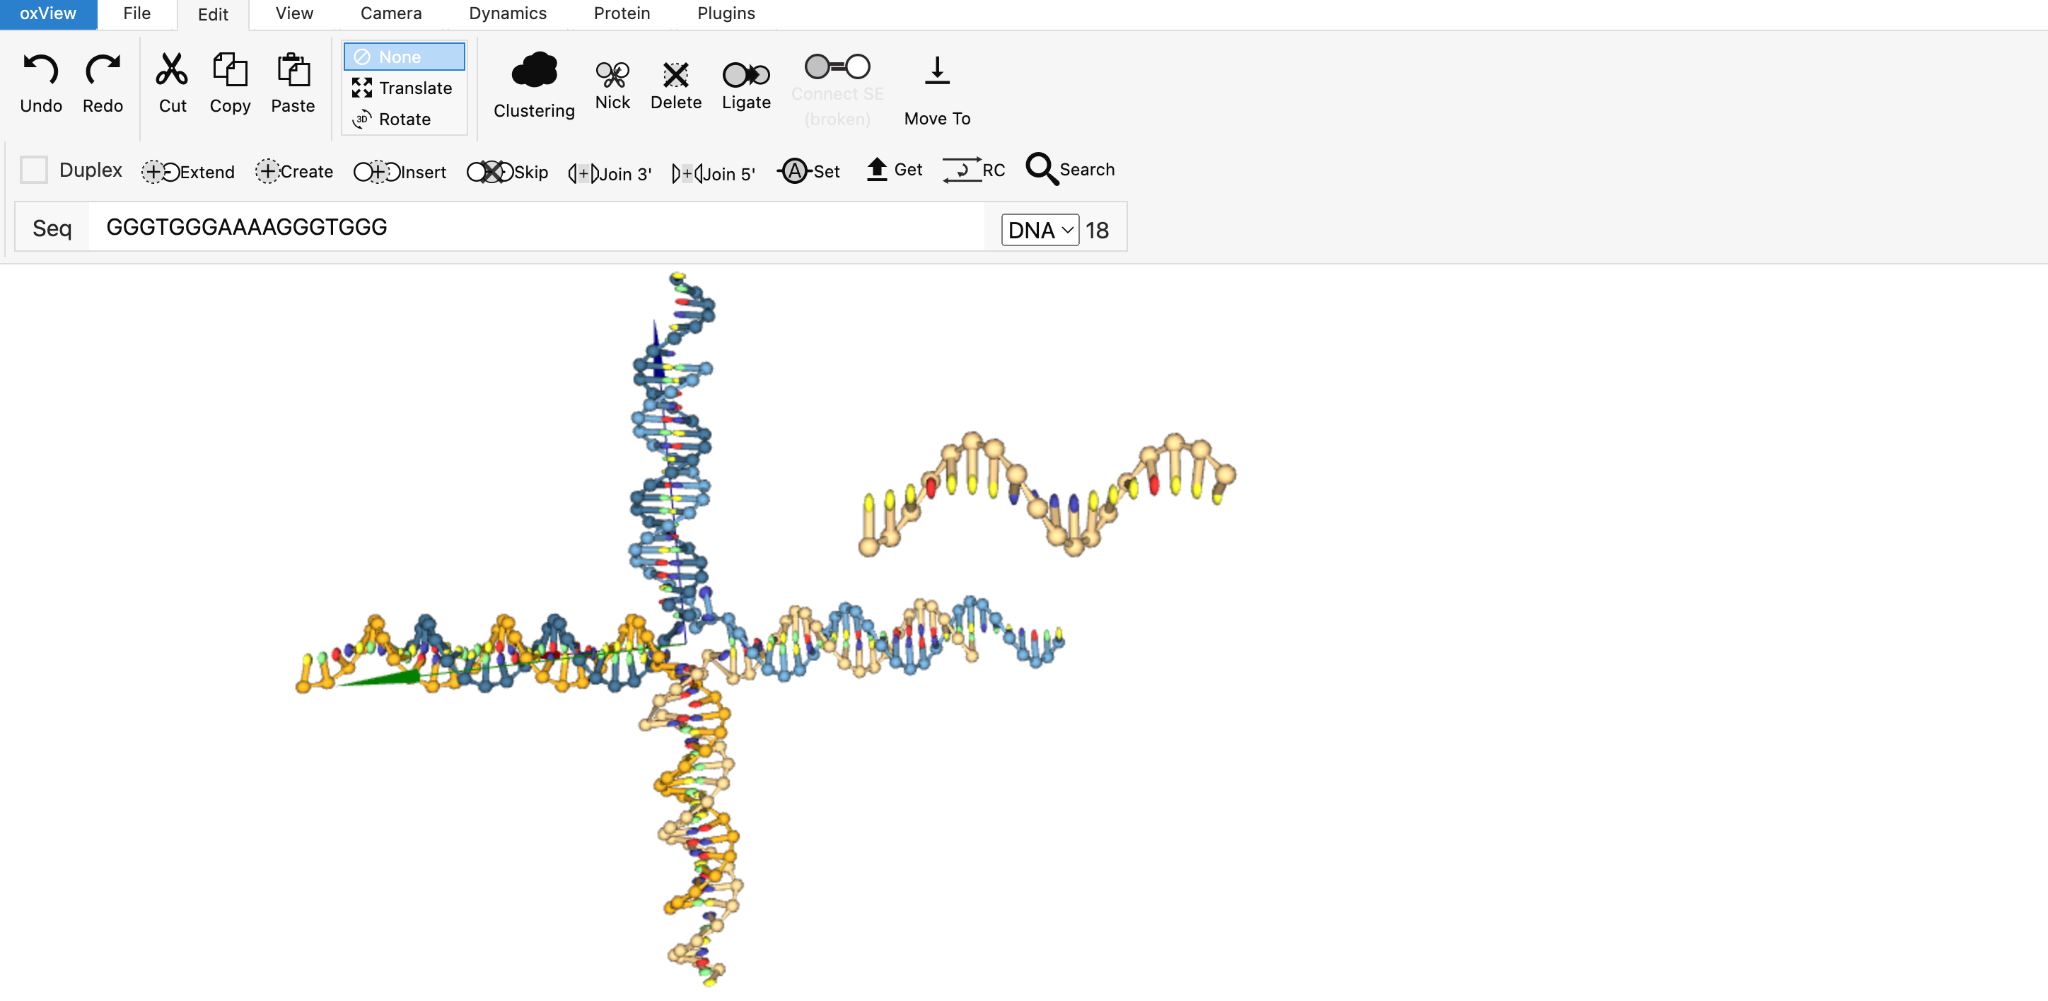 oxView File Edit View Camera Dynamics Protein Plugins
Undo Redo Cut Copy Paste
None
Translate
3D Rotate
Clustering Nick Delete Ligate Connect SE
(broken)
Move To
Duplex Extend Create Insert Skip Join 3' Join 5' A Set Get RC Search
Seq GGGTGGGAAAAGGGTGGG DNA 18